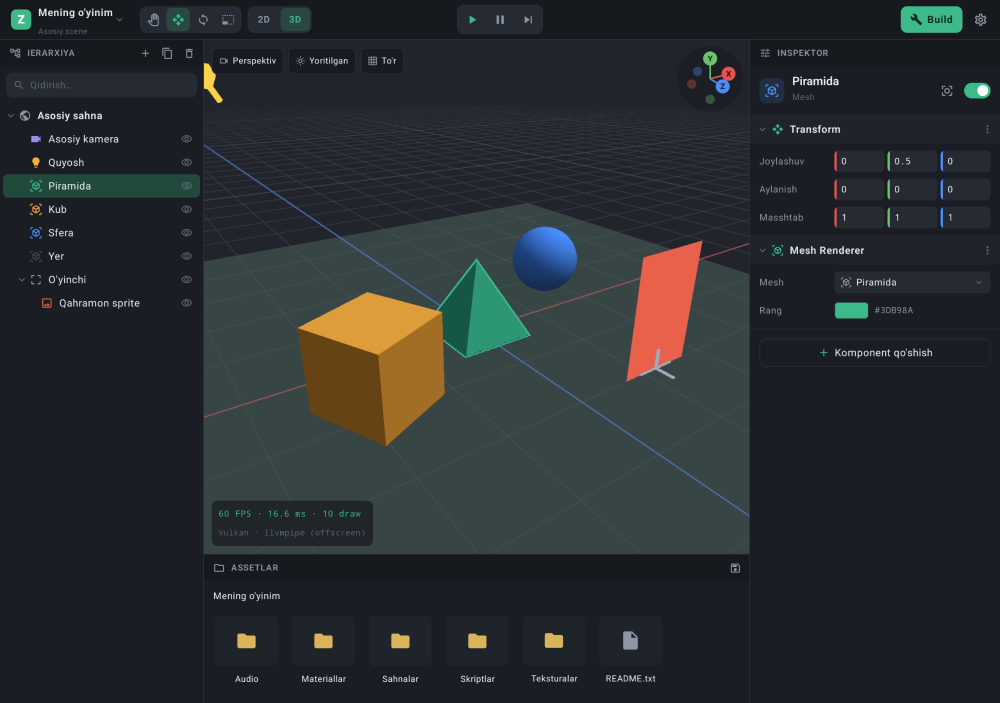 Z
Mening o'yinim
Asosiy.scene
2D
3D
Build
IERARXIYA
Qidirish...
Asosiy sahna
Asosiy kamera
Quyosh
Piramida
Kub
Sfera
Yer
O'yinchi
Qahramon sprite
Perspektiv
Yoritilgan
To'r
Y
X
Z
60 FPS · 16.6 ms · 10 draw
Vulkan · llvmpipe (offscreen)
ASSETLAR
Mening o'yinim
Audio
Materiallar
Sahnalar
Skriptlar
Teksturalar
README.txt
INSPEKTOR
Piramida
Mesh
Transform
Joylashuv 0 0.5 0
Aylanish 0 0 0
Masshtab 1 1 1
Mesh Renderer
Mesh Piramida
Rang #3DB98A
+ Komponent qo'shish